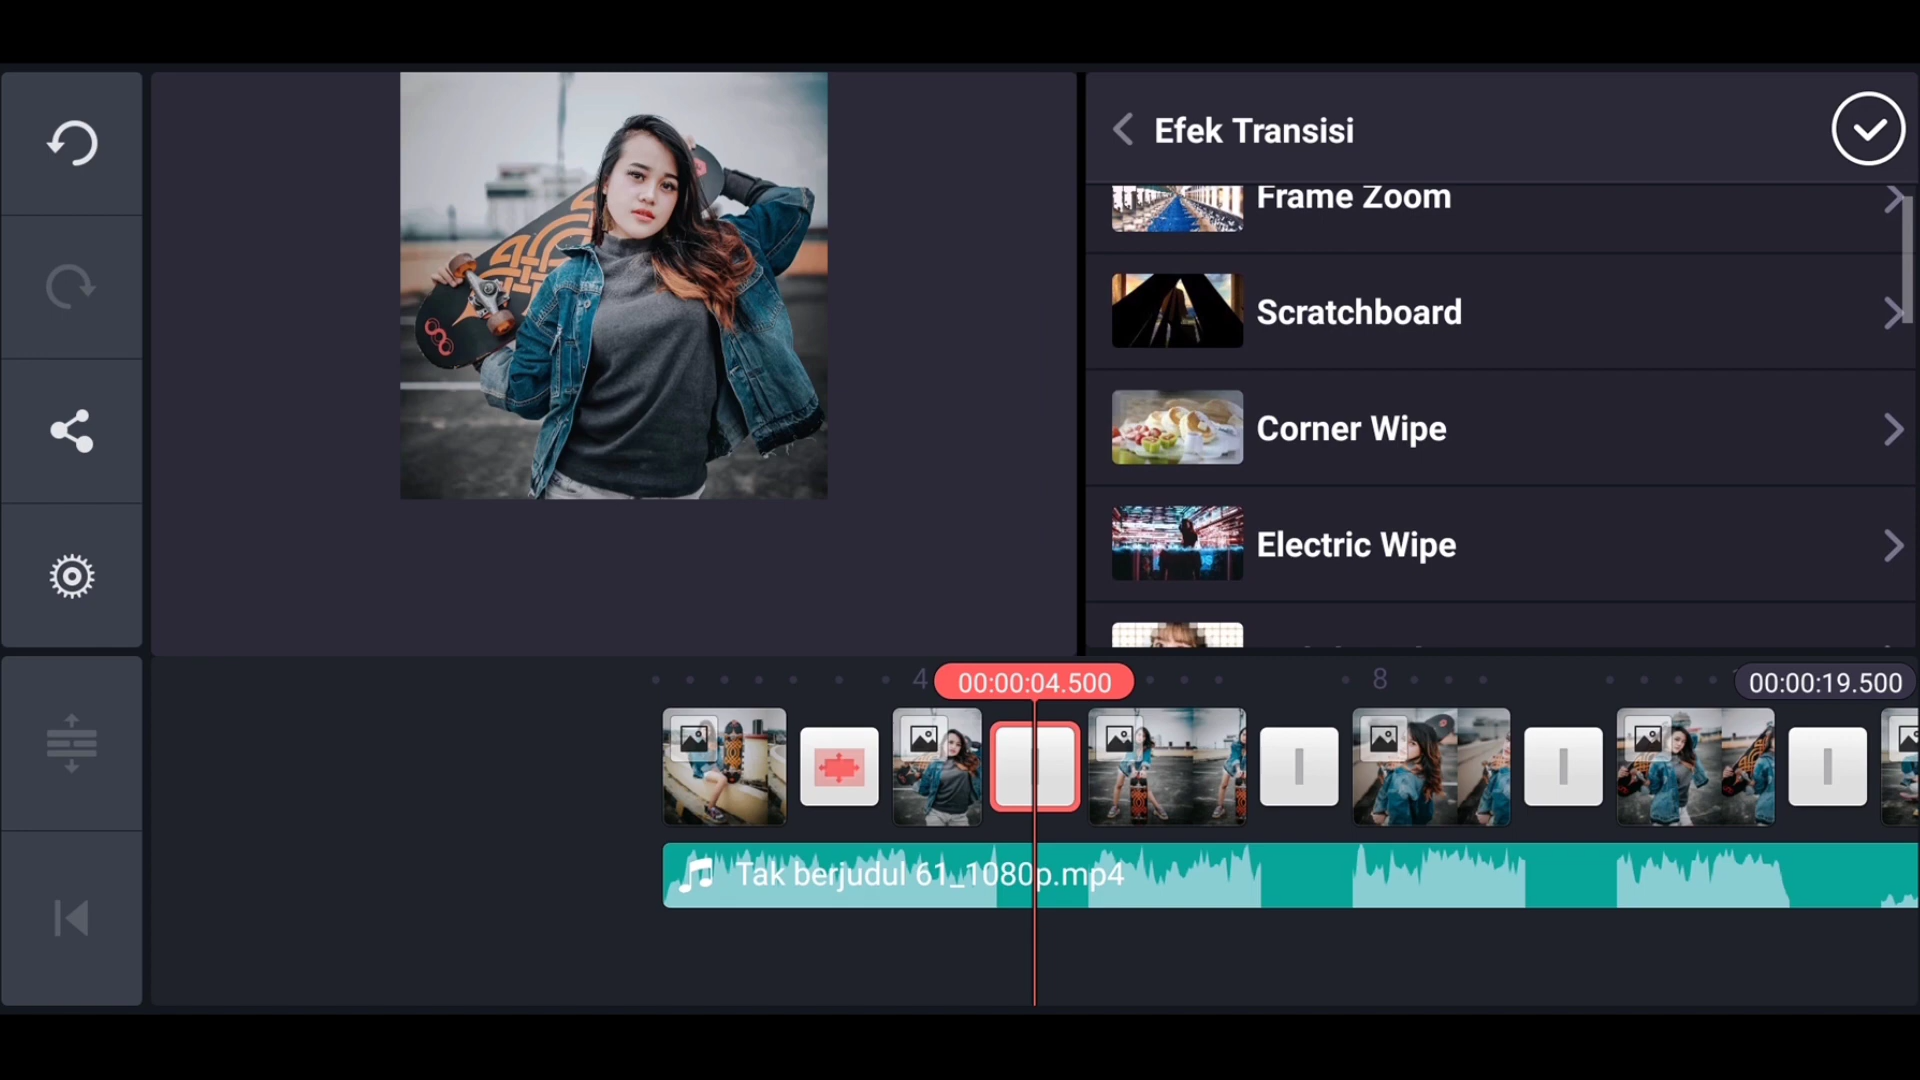 Efek Transisi
Frame Zoom
Scratchboard
Corner Wipe
Electric Wipe
4
00:00:04.500
8
00:00:19.500
Tak berjudul 61_1080p.mp4